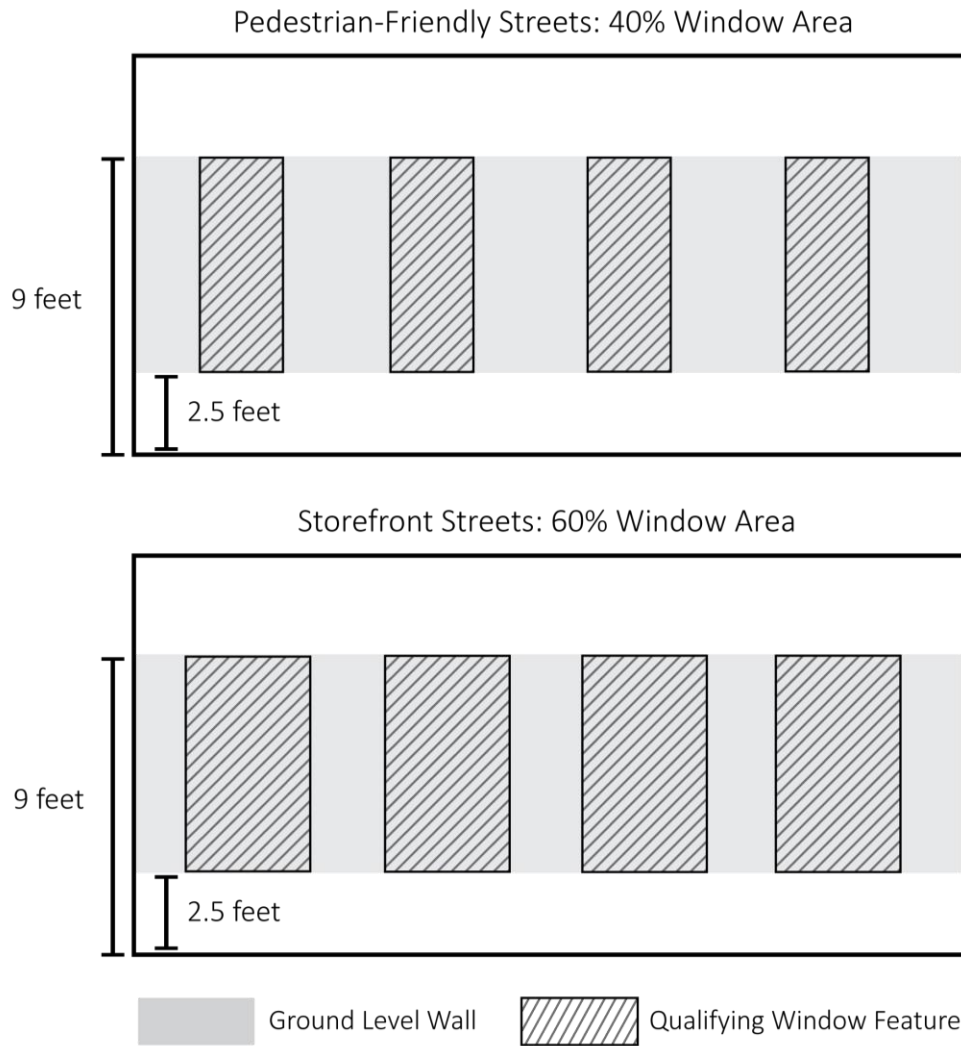 Pedestrian-Friendly Streets: 40% Window Area
9 feet
2.5 feet
Storefront Streets: 60% Window Area
9 feet
2.5 feet
Ground Level Wall
Qualifying Window Feature